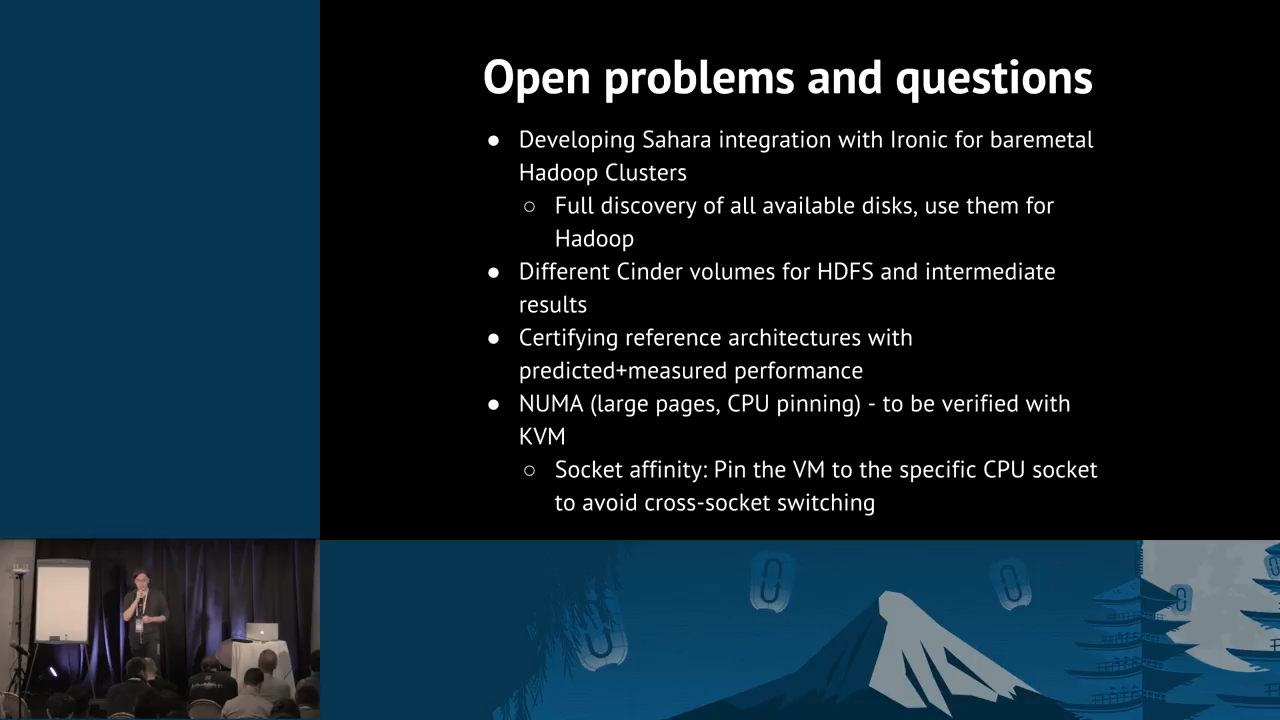 Open problems and questions
● Developing Sahara integration with Ironic for baremetal
Hadoop Clusters
○ Full discovery of all available disks, use them for
Hadoop
● Different Cinder volumes for HDFS and intermediate
results
● Certifying reference architectures with
predicted+measured performance
● NUMA (large pages, CPU pinning) - to be verified with
KVM
○ Socket affinity: Pin the VM to the specific CPU socket
to avoid cross-socket switching